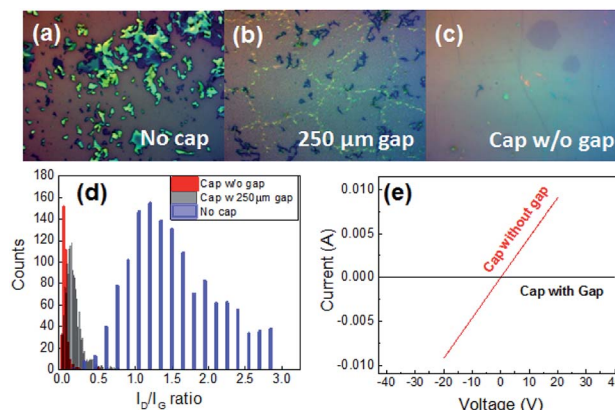 (a)
No cap
(b)
250 μm gap
(c)
Cap w/o gap
(d)
180
160
140
120
100
80
60
40
20
0
Counts
Cap w/o gap
Cap w 250μm gap
No cap
0.0 0.5 1.0 1.5 2.0 2.5 3.0
I_D/I_G ratio
(e)
0.010
0.005
0.000
-0.005
-0.010
Current (A)
Cap without gap
Cap with Gap
-40 -30 -20 -10 0 10 20 30 40
Voltage (V)